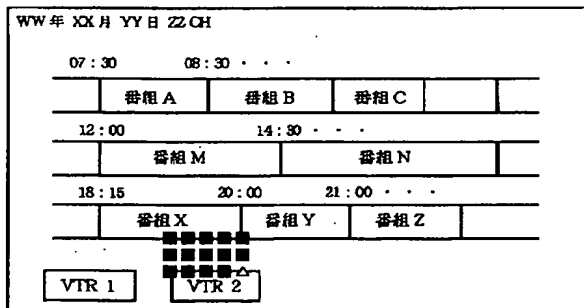 WW年 XX月 YY日 ZZ CH
07:30 08:30 ・ ・ ・
番組A 番組B 番組C
12:00 14:30 ・ ・ ・
番組M 番組N
18:15 20:00 21:00 ・ ・ ・
番組X 番組Y 番組Z
VTR 1 VTR 2